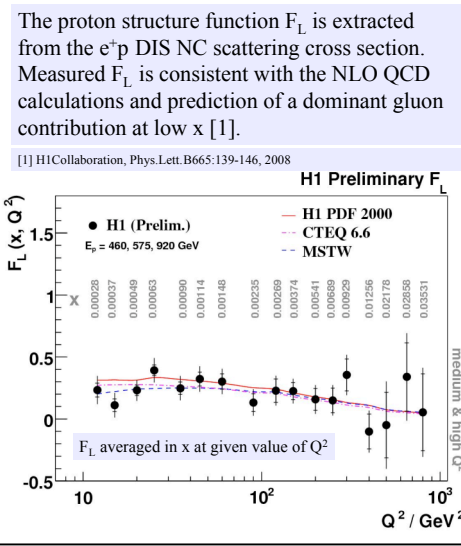 The proton structure function F_L is extracted
from the e⁺p DIS NC scattering cross section.
Measured F_L is consistent with the NLO QCD
calculations and prediction of a dominant gluon
contribution at low x [1].
[1] H1Collaboration, Phys.Lett.B665:139-146, 2008
H1 Preliminary F_L
F_L (x, Q²)
1.5
1
0.5
0
-0.5
H1 (Prelim.)
E_p = 460, 575, 920 GeV
H1 PDF 2000
CTEQ 6.6
MSTW
x
0.00028
0.00037
0.00049
0.00063
0.00090
0.00114
0.00148
0.00235
0.00269
0.00374
0.00541
0.00689
0.00929
0.01256
0.02178
0.02858
0.03531
F_L averaged in x at given value of Q²
medium & high Q²
10
10²
10³
Q² / GeV²